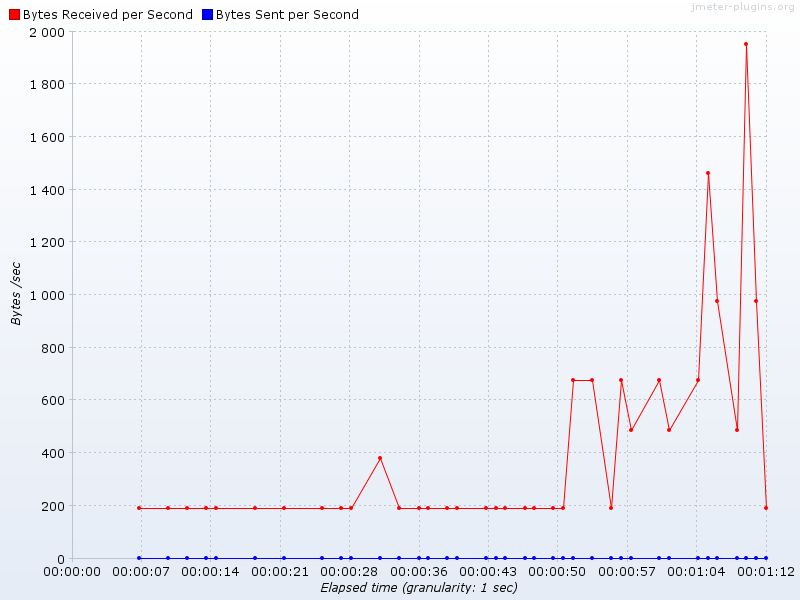 jmeter-plugins.org
Bytes Received per Second Bytes Sent per Second
2 000
1 800
1 600
1 400
1 200
1 000
800
600
400
200
0
Bytes /sec
00:00:00 00:00:07 00:00:14 00:00:21 00:00:28 00:00:36 00:00:43 00:00:50 00:00:57 00:01:04 00:01:12
Elapsed time (granularity: 1 sec)